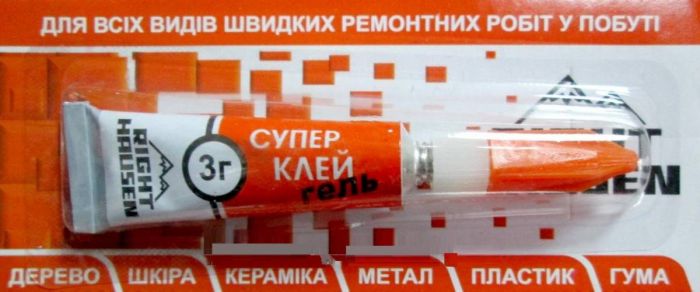 ДЛЯ ВСІХ ВИДІВ ШВИДКИХ РЕМОНТНИХ РОБІТ У ПОБУТІ
RIGHT
HAUSEN
3г
СУПЕР
КЛЕЙ
гель
ДЕРЕВО ШКІРА КЕРАМІКА МЕТАЛ ПЛАСТИК ГУМА